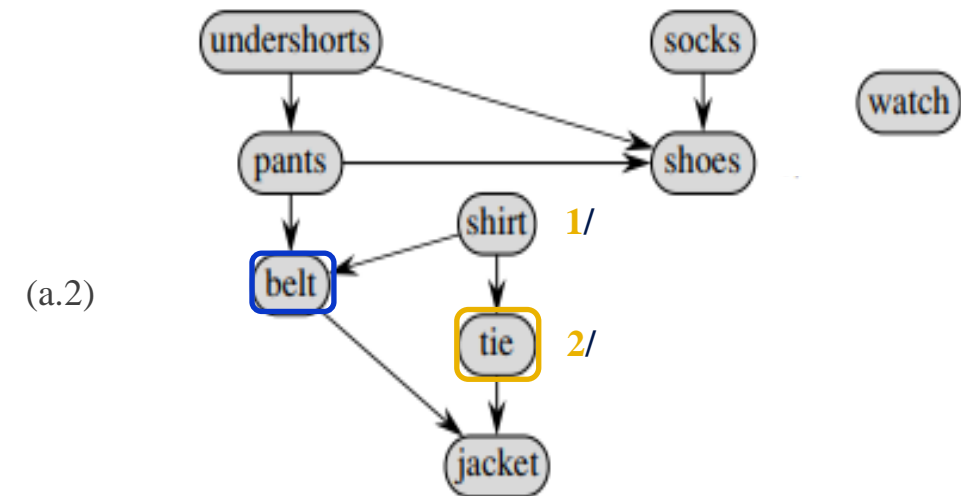 undershorts socks
watch
pants shoes
shirt 1/
belt
(a.2)
tie 2/
jacket